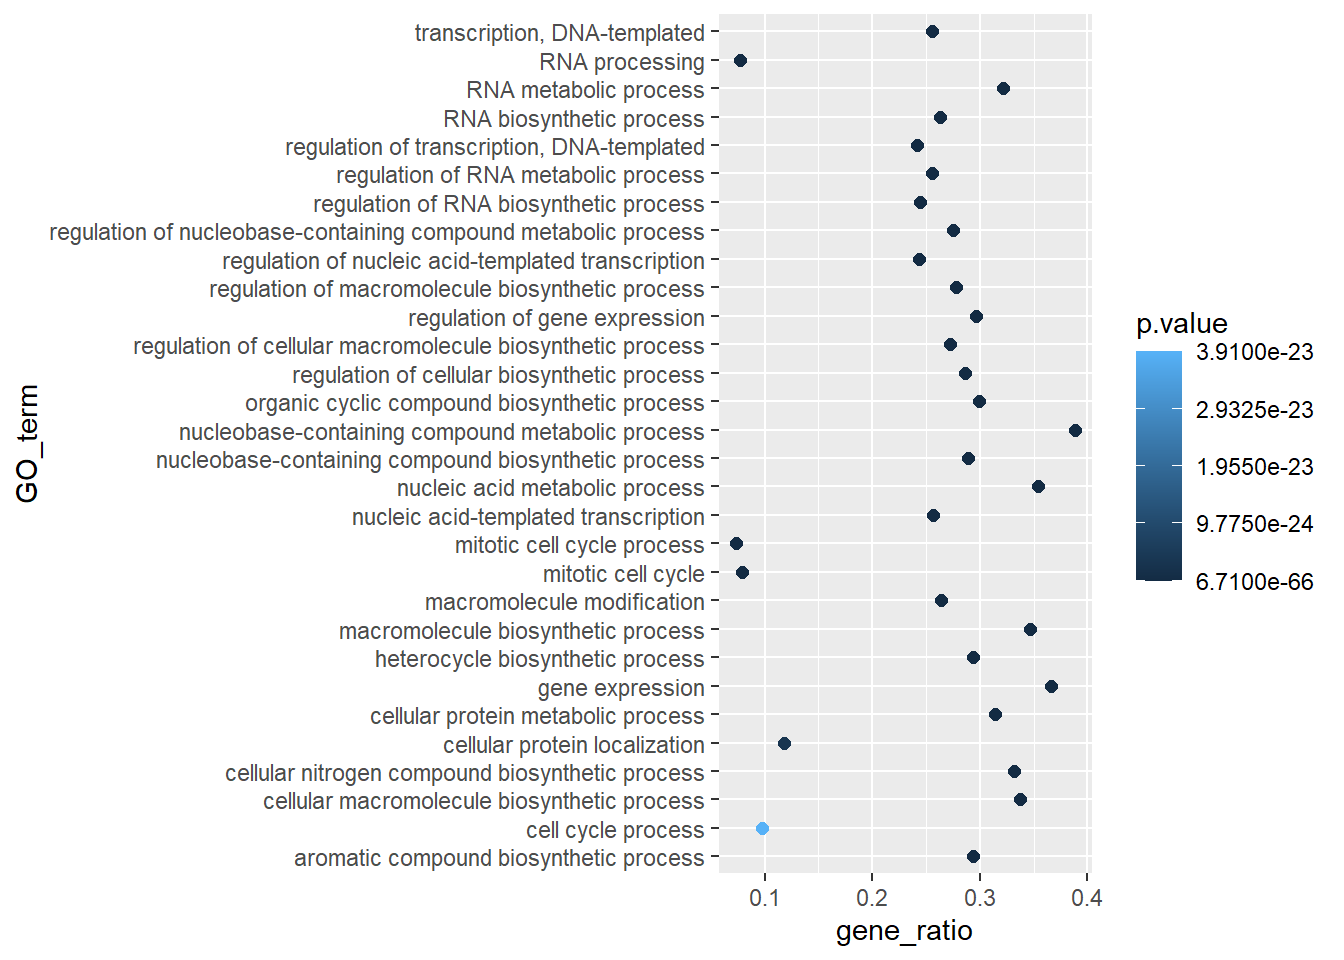 transcription, DNA-templated
RNA processing
RNA metabolic process
RNA biosynthetic process
regulation of transcription, DNA-templated
regulation of RNA metabolic process
regulation of RNA biosynthetic process
regulation of nucleobase-containing compound metabolic process
regulation of nucleic acid-templated transcription
regulation of macromolecule biosynthetic process
regulation of gene expression
regulation of cellular macromolecule biosynthetic process
regulation of cellular biosynthetic process
organic cyclic compound biosynthetic process
nucleobase-containing compound metabolic process
nucleobase-containing compound biosynthetic process
nucleic acid metabolic process
nucleic acid-templated transcription
mitotic cell cycle process
mitotic cell cycle
macromolecule modification
macromolecule biosynthetic process
heterocycle biosynthetic process
gene expression
cellular protein metabolic process
cellular protein localization
cellular nitrogen compound biosynthetic process
cellular macromolecule biosynthetic process
cell cycle process
aromatic compound biosynthetic process
GO_term
0.1 0.2 0.3 0.4
gene_ratio
p.value
3.9100e-23
2.9325e-23
1.9550e-23
9.7750e-24
6.7100e-66